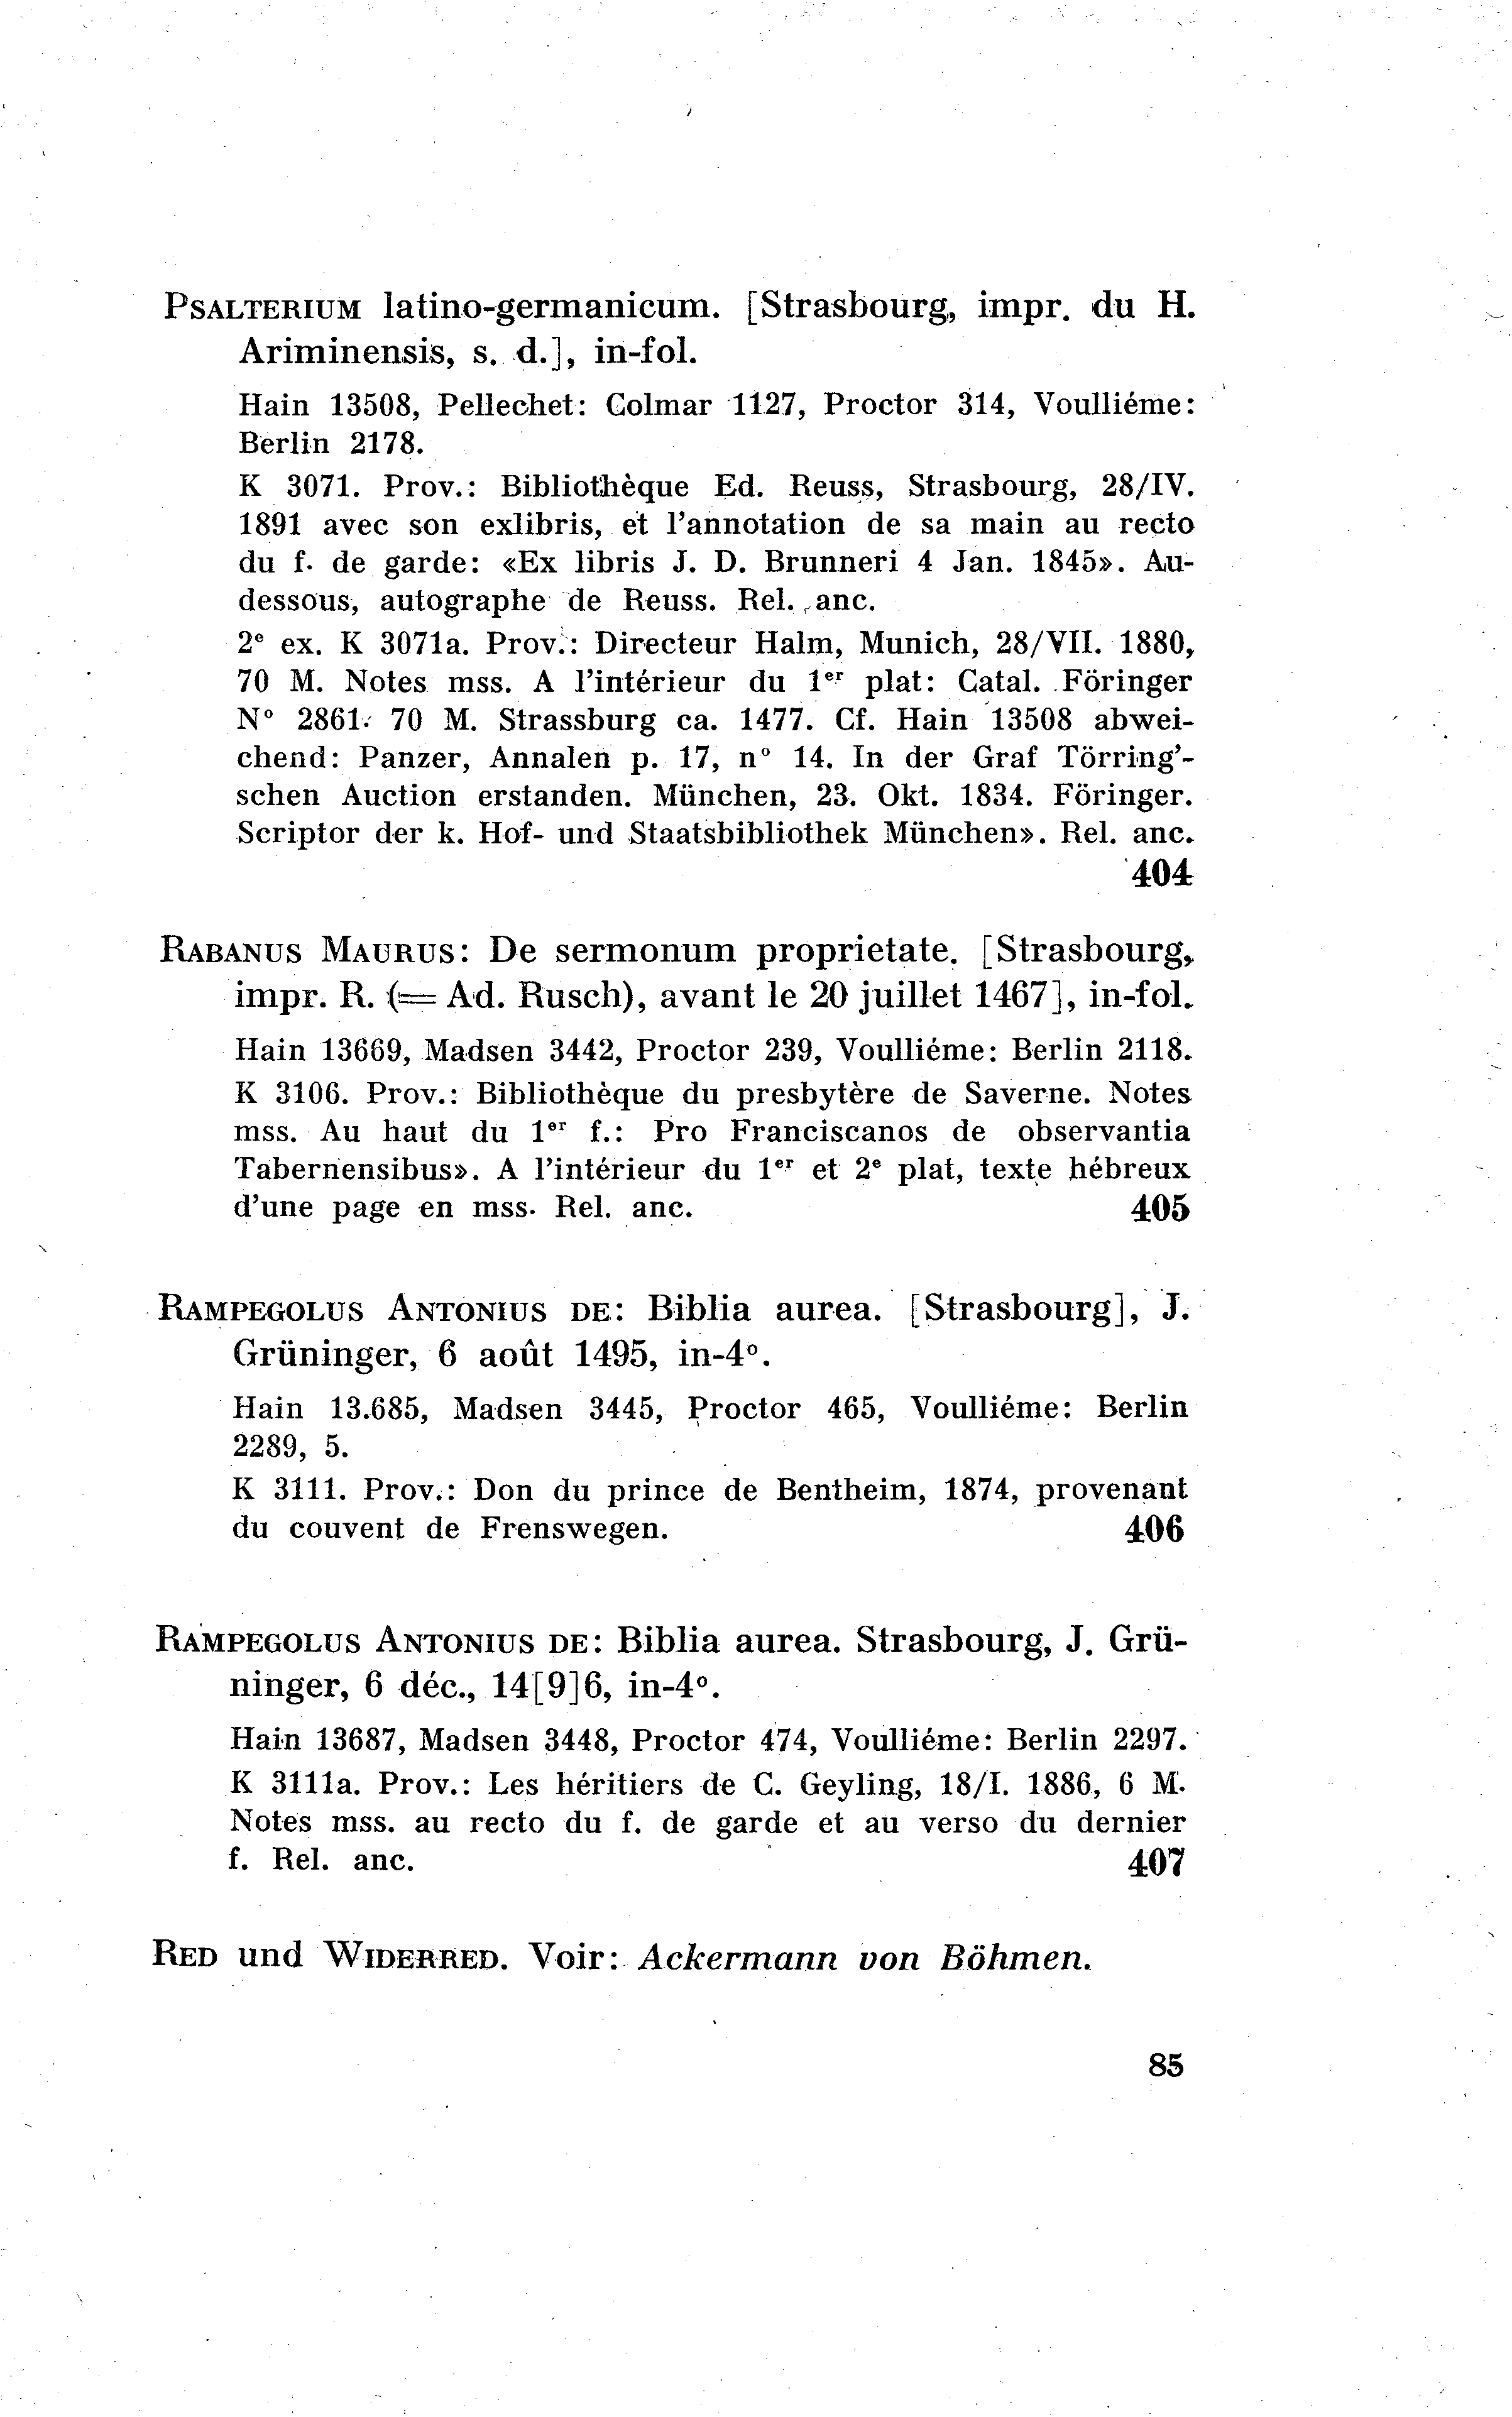 PSALTERIUM latino-germanicum. [Strasbourg, impr. du H.
Ariminensis, s. d.], in-fol.
Hain 13508, Pellechet: Colmar 1127, Proctor 314, Voulliéme:
Berlin 2178.
K 3071. Prov.: Bibliothèque Ed. Reuss, Strasbourg, 28/IV.
1891 avec son exlibris, et l'annotation de sa main au recto
du f. de garde: «Ex libris J. D. Brunneri 4 Jan. 1845». Au-
dessous, autographe de Reuss. Rel. anc.
2e ex. K 3071a. Prov.: Directeur Halm, Munich, 28/VII. 1880,
70 M. Notes mss. A l'intérieur du 1er plat: Catal. Föringer
N° 2861. 70 M. Strassburg ca. 1477. Cf. Hain 13508 abwei-
chend: Panzer, Annalen p. 17, n° 14. In der Graf Törring'-
schen Auction erstanden. München, 23. Okt. 1834. Föringer.
Scriptor der k. Hof- und Staatsbibliothek München». Rel. anc.
404
RABANUS MAURUS: De sermonum proprietate. [Strasbourg,
impr. R. (= Ad. Rusch), avant le 20 juillet 1467], in-fol.
Hain 13669, Madsen 3442, Proctor 239, Voulliéme: Berlin 2118.
K 3106. Prov.: Bibliothèque du presbytère de Saverne. Notes
mss. Au haut du 1er f.: Pro Franciscanos de observantia
Tabernensibus». A l'intérieur du 1er et 2e plat, texte hébreux
d'une page en mss. Rel. anc. 405
RAMPEGOLUS ANTONIUS DE: Biblia aurea. [Strasbourg], J.
Grüninger, 6 août 1495, in-4°.
Hain 13.685, Madsen 3445, Proctor 465, Voulliéme: Berlin
2289, 5.
K 3111. Prov.: Don du prince de Bentheim, 1874, provenant
du couvent de Frenswegen. 406
RAMPEGOLUS ANTONIUS DE: Biblia aurea. Strasbourg, J. Grü-
ninger, 6 déc., 14[9]6, in-4°.
Hain 13687, Madsen 3448, Proctor 474, Voulliéme: Berlin 2297.
K 3111a. Prov.: Les héritiers de C. Geyling, 18/I. 1886, 6 M.
Notes mss. au recto du f. de garde et au verso du dernier
f. Rel. anc. 407
RED und WIDERRED. Voir: Ackermann von Böhmen.
85